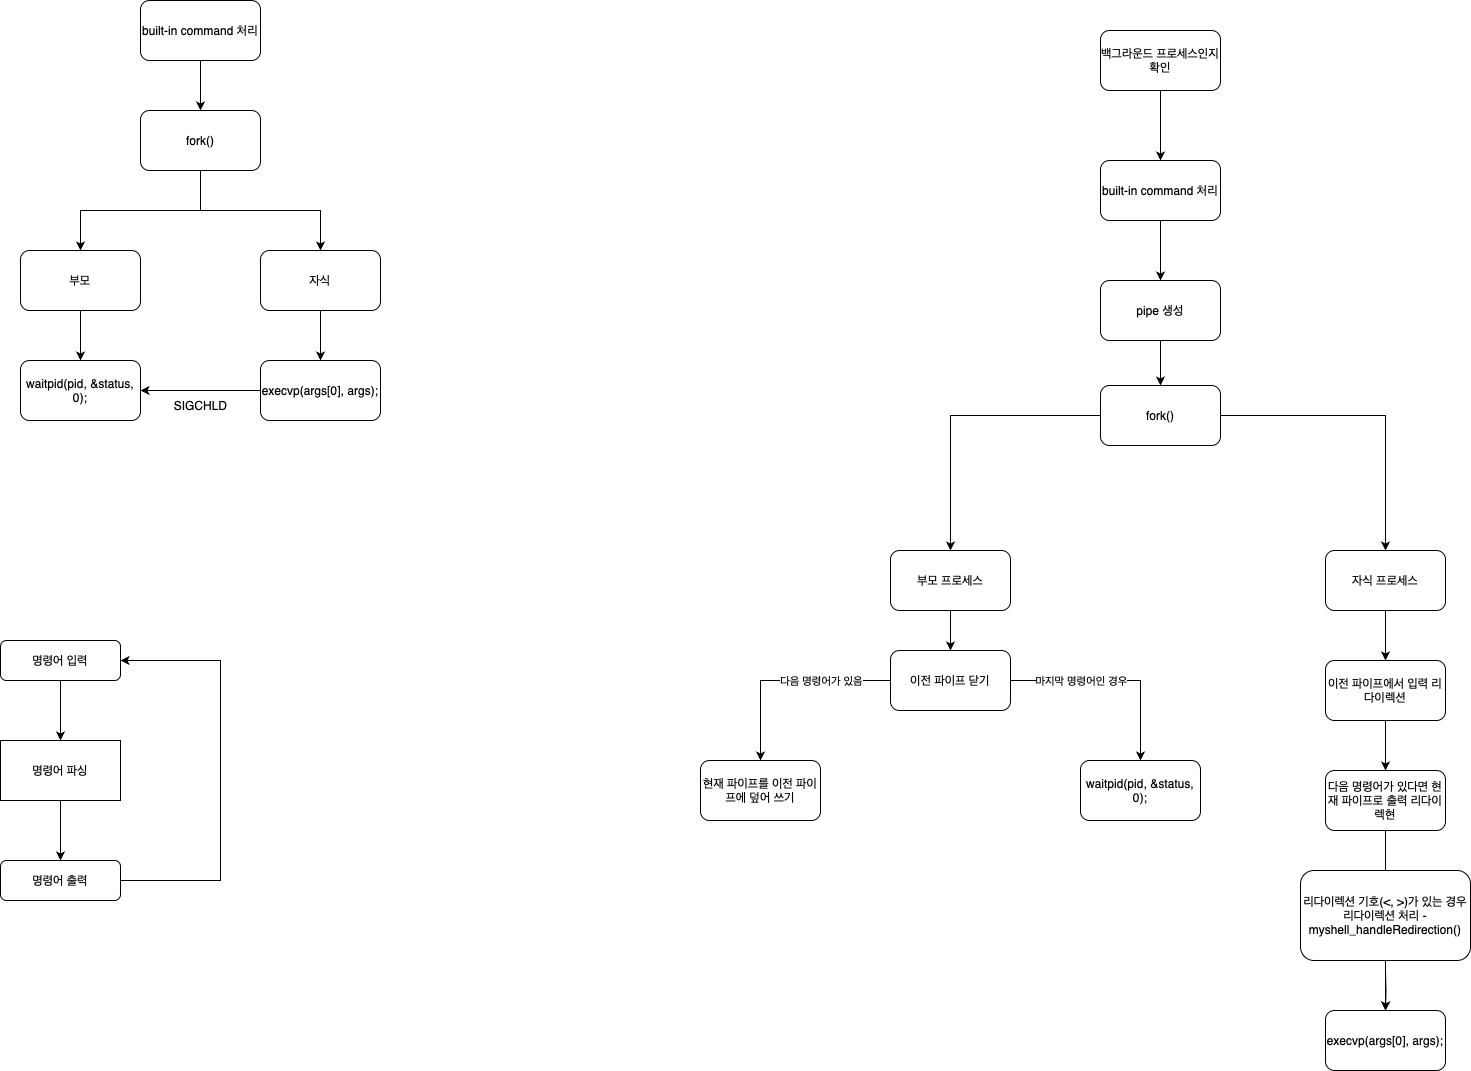 built-in command 처리
fork()
부모
자식
waitpid(pid, &status,
0);
SIGCHLD
execvp(args[0], args);
명령어 입력
명령어 파싱
명령어 출력
백그라운드 프로세스인지
확인
built-in command 처리
pipe 생성
fork()
부모 프로세스
자식 프로세스
이전 파이프 닫기
다음 명령어가 있음
마지막 명령어인 경우
현재 파이프를 이전 파이
프에 덮어 쓰기
waitpid(pid, &status,
0);
이전 파이프에서 입력 리
다이렉션
다음 명령어가 있다면 현
재 파이프로 출력 리다이
렉현
리다이렉션 기호(<, >)가 있는 경우
리다이렉션 처리 -
myshell_handleRedirection()
execvp(args[0], args);